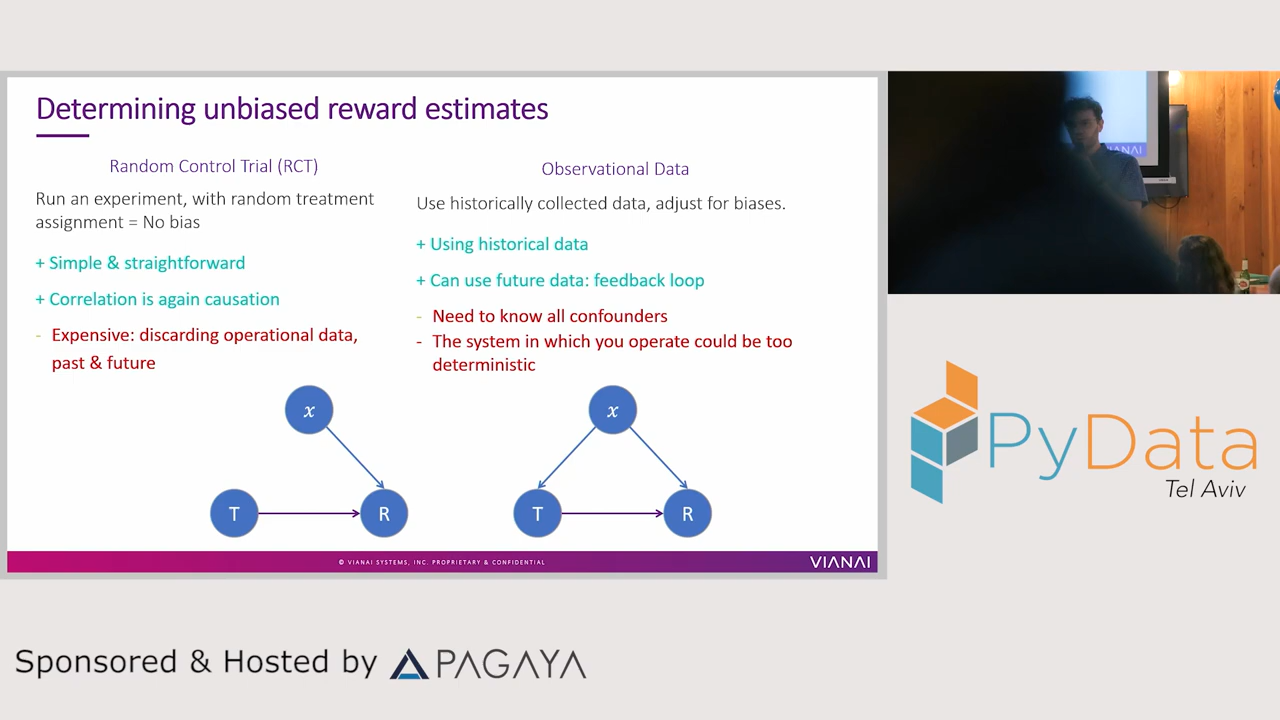 Determining unbiased reward estimates
Random Control Trial (RCT)
Run an experiment, with random treatment
assignment = No bias
+ Simple & straightforward
+ Correlation is again causation
- Expensive: discarding operational data,
past & future
x
T
R
Observational Data
Use historically collected data, adjust for biases.
+ Using historical data
+ Can use future data: feedback loop
- Need to know all confounders
- The system in which you operate could be too
deterministic
x
T
R
© VIANAI SYSTEMS, INC. PROPRIETARY & CONFIDENTIAL
VIANAI
VIANAI
PyData
Tel Aviv
Sponsored & Hosted by PAGAYA